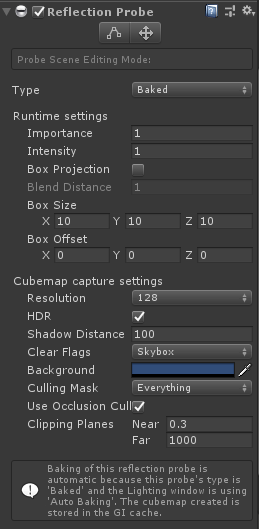 Reflection Probe
Probe Scene Editing Mode:
Type Baked
Runtime settings
Importance 1
Intensity 1
Box Projection
Blend Distance 1
Box Size
X 10 Y 10 Z 10
Box Offset
X 0 Y 0 Z 0
Cubemap capture settings
Resolution 128
HDR
Shadow Distance 100
Clear Flags Skybox
Background
Culling Mask Everything
Use Occlusion Cull
Clipping Planes Near 0.3
Far 1000
Baking of this reflection probe is
automatic because this probe's type is
'Baked' and the Lighting window is using
'Auto Baking'. The cubemap created is
stored in the GI cache.